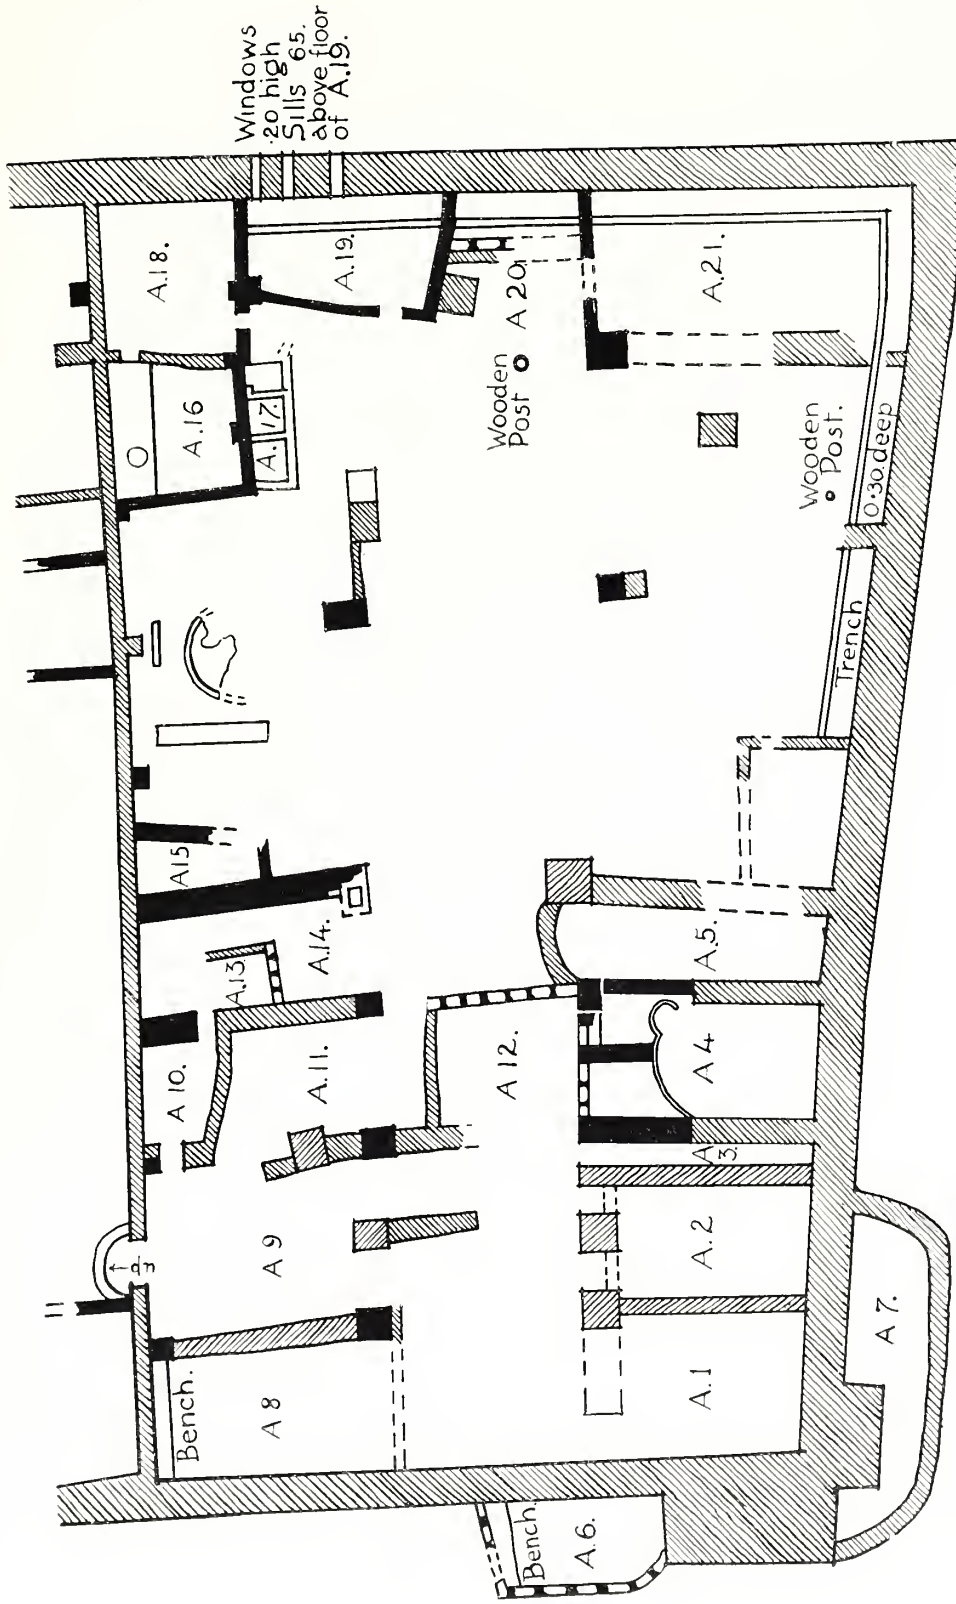 Windows
.20 high
Sills .65.
above floor
of A.19.
A.18.
A.19.
A.16
A.17.
A 20
A.21.
Wooden
Post
Wooden
Post.
0.30.deep
Trench
A15
A.14.
A.13.
A.5.
A 10.
A.11.
A 12.
A 4
A
3.
A 9
up
A.2
A 7.
Bench.
A 8
A.1
Bench.
A.6.